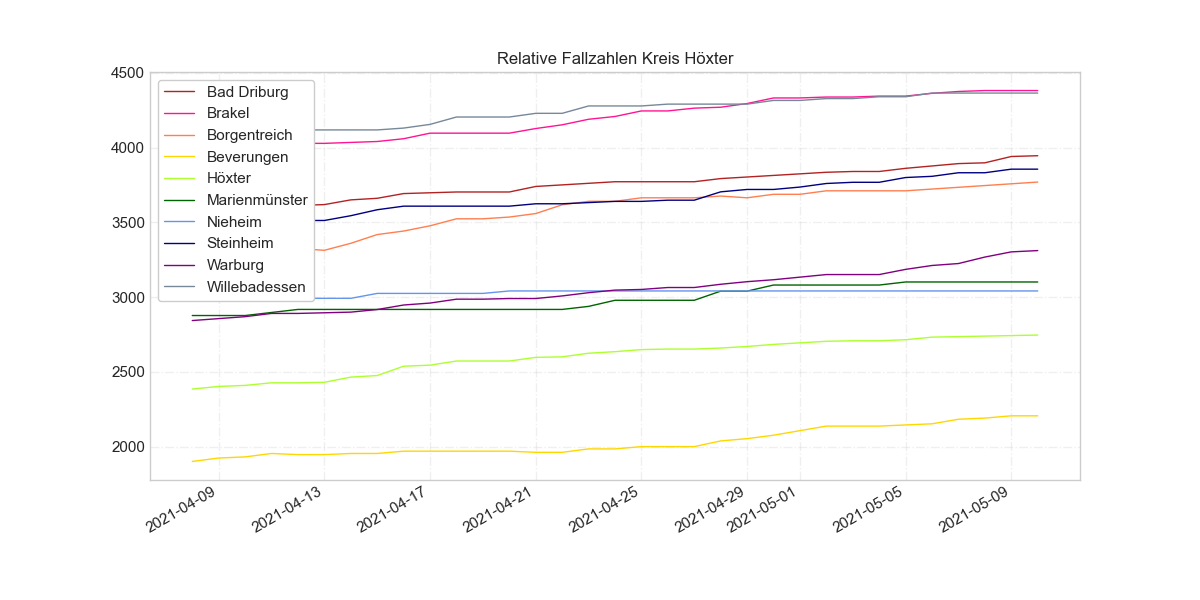 Relative Fallzahlen Kreis Höxter
4500
4000
3500
3000
2500
2000
Bad Driburg
Brakel
Borgentreich
Beverungen
Höxter
Marienmünster
Nieheim
Steinheim
Warburg
Willebadessen
2021-04-09
2021-04-13
2021-04-17
2021-04-21
2021-04-25
2021-04-29
2021-05-01
2021-05-05
2021-05-09